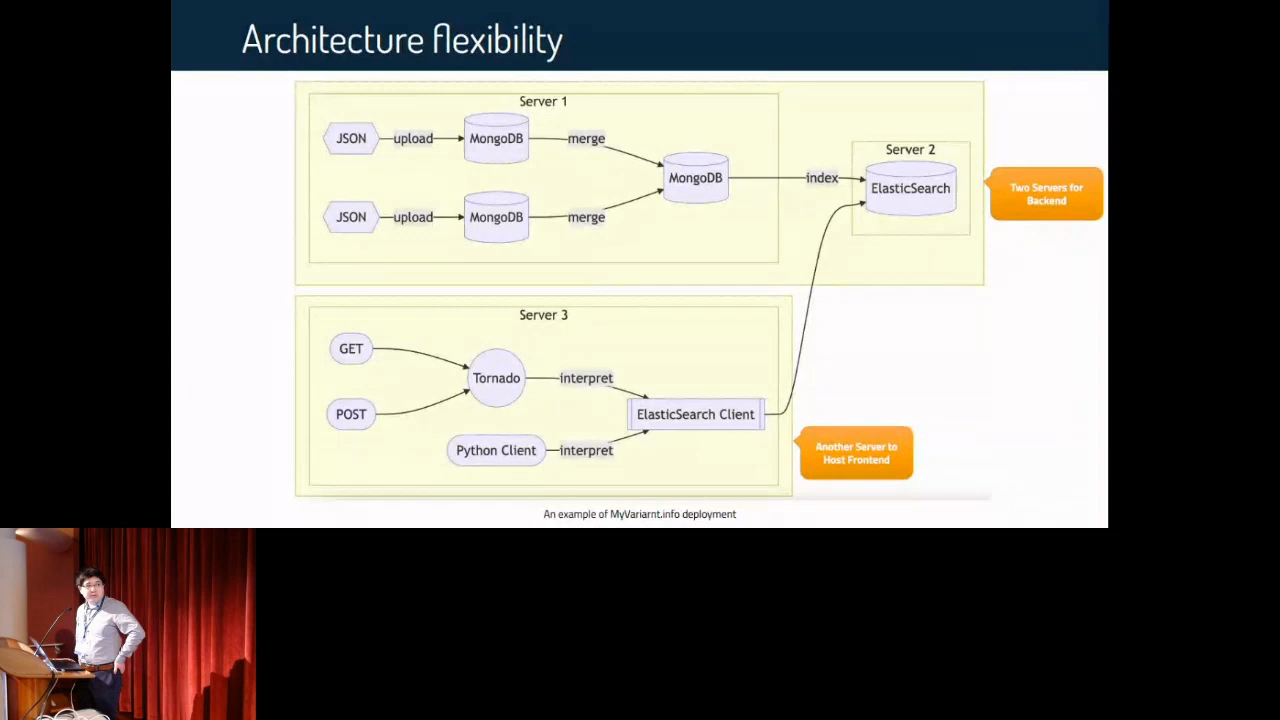 Architecture flexibility
Server 1
JSON
upload
MongoDB
merge
MongoDB
JSON
upload
MongoDB
merge
index
Server 2
ElasticSearch
Two Servers for
Backend
Server 3
GET
POST
Tornado
interpret
ElasticSearch Client
Python Client
interpret
Another Server to
Host Frontend
An example of MyVariarnt.info deployment